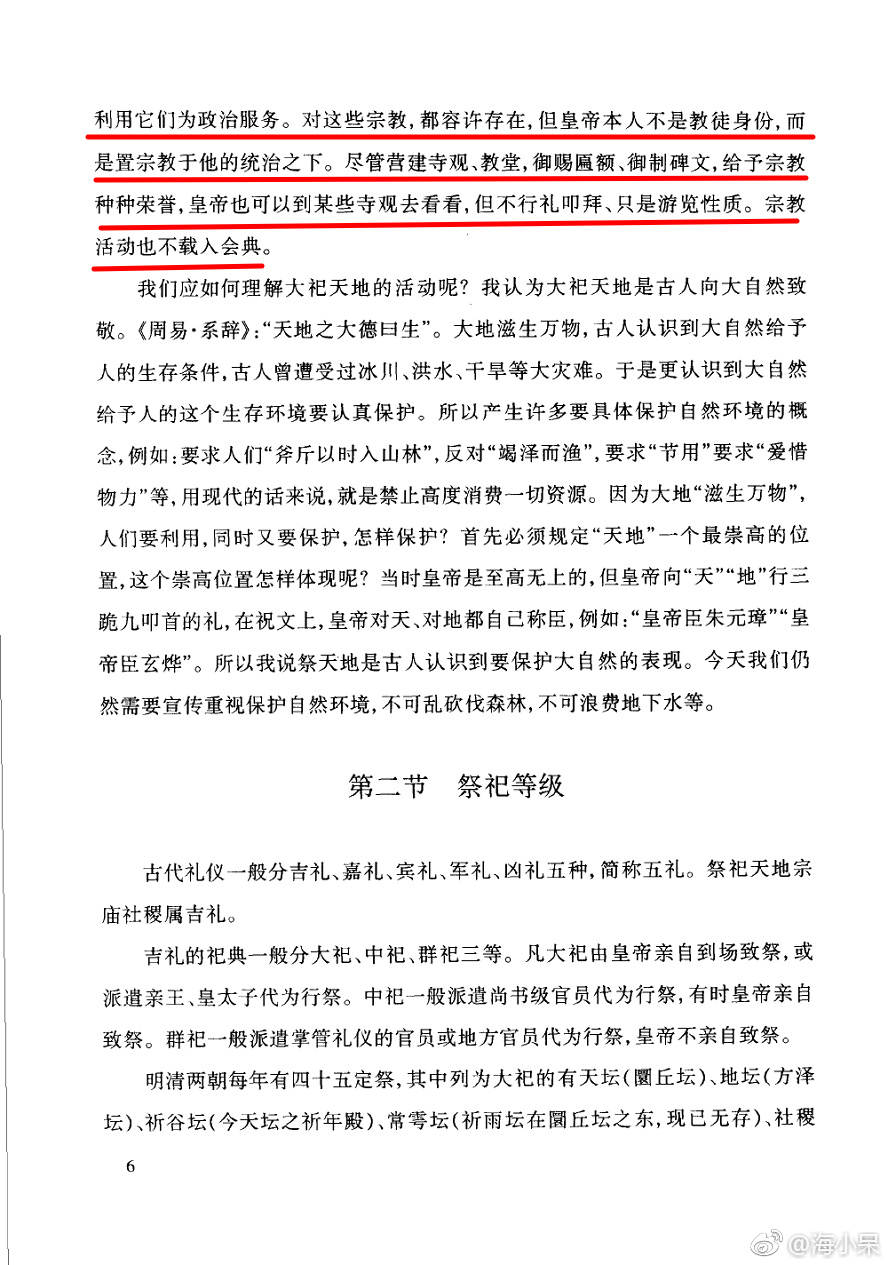 利用它们为政治服务。对这些宗教,都容许存在,但皇帝本人不是教徒身份,而
是置宗教于他的统治之下。尽管营建寺观、教堂,御赐匾额、御制碑文,给予宗教
种种荣誉,皇帝也可以到某些寺观去看看,但不行礼叩拜、只是游览性质。宗教
活动也不载入会典。
我们应如何理解大祀天地的活动呢?我认为大祀天地是古人向大自然致
敬。《周易·系辞》:“天地之大德曰生”。大地滋生万物,古人认识到大自然给予
人的生存条件,古人曾遭受过冰川、洪水、干旱等大灾难。于是更认识到大自然
给予人的这个生存环境要认真保护。所以产生许多要具体保护自然环境的概
念,例如:要求人们“斧斤以时入山林”,反对“竭泽而渔”,要求“节用”要求“爱惜
物力”等,用现代的话来说,就是禁止高度消费一切资源。因为大地“滋生万物”,
人们要利用,同时又要保护,怎样保护?首先必须规定“天地”一个最崇高的位
置,这个崇高位置怎样体现呢?当时皇帝是至高无上的,但皇帝向“天”“地”行三
跪九叩首的礼,在祝文上,皇帝对天、对地都自己称臣,例如:“皇帝臣朱元璋”“皇
帝臣玄烨”。所以我说祭天地是古人认识到要保护大自然的表现。今天我们仍
然需要宣传重视保护自然环境,不可乱砍伐森林,不可浪费地下水等。
第二节 祭祀等级
古代礼仪一般分吉礼、嘉礼、宾礼、军礼、凶礼五种,简称五礼。祭祀天地宗
庙社稷属吉礼。
吉礼的祀典一般分大祀、中祀、群祀三等。凡大祀由皇帝亲自到场致祭,或
派遣亲王、皇太子代为行祭。中祀一般派遣尚书级官员代为行祭,有时皇帝亲自
致祭。群祀一般派遣掌管礼仪的官员或地方官员代为行祭,皇帝不亲自致祭。
明清两朝每年有四十五定祭,其中列为大祀的有天坛(圜丘坛)、地坛(方泽
坛)、祈谷坛(今天坛之祈年殿)、常雩坛(祈雨坛在圜丘坛之东,现已无存)、社稷
6
@海小呆